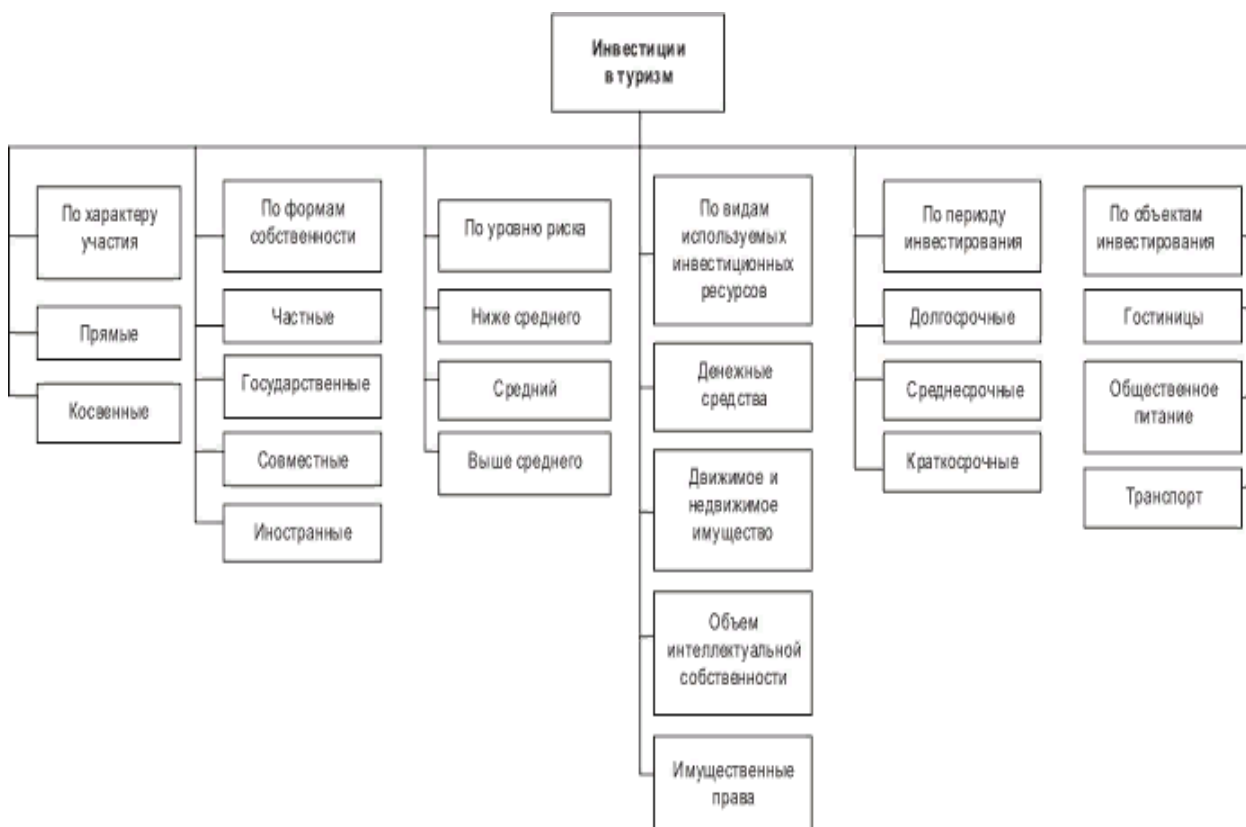 Инвестиции
в туризм
По характеру
участия
Прямые
Косвенные
По формам
собственности
Частные
Государственные
Совместные
Иностранные
По уровню риска
Ниже среднего
Средний
Выше среднего
По видам
используемых
инвестиционных
ресурсов
Денежные
средства
Движимое и
недвижимое
имущество
Объем
интеллектуальной
собственности
Имущественные
права
По периоду
инвестирования
Долгосрочные
Среднесрочные
Краткосрочные
По объектам
инвестирования
Гостиницы
Общественное
питание
Транспорт